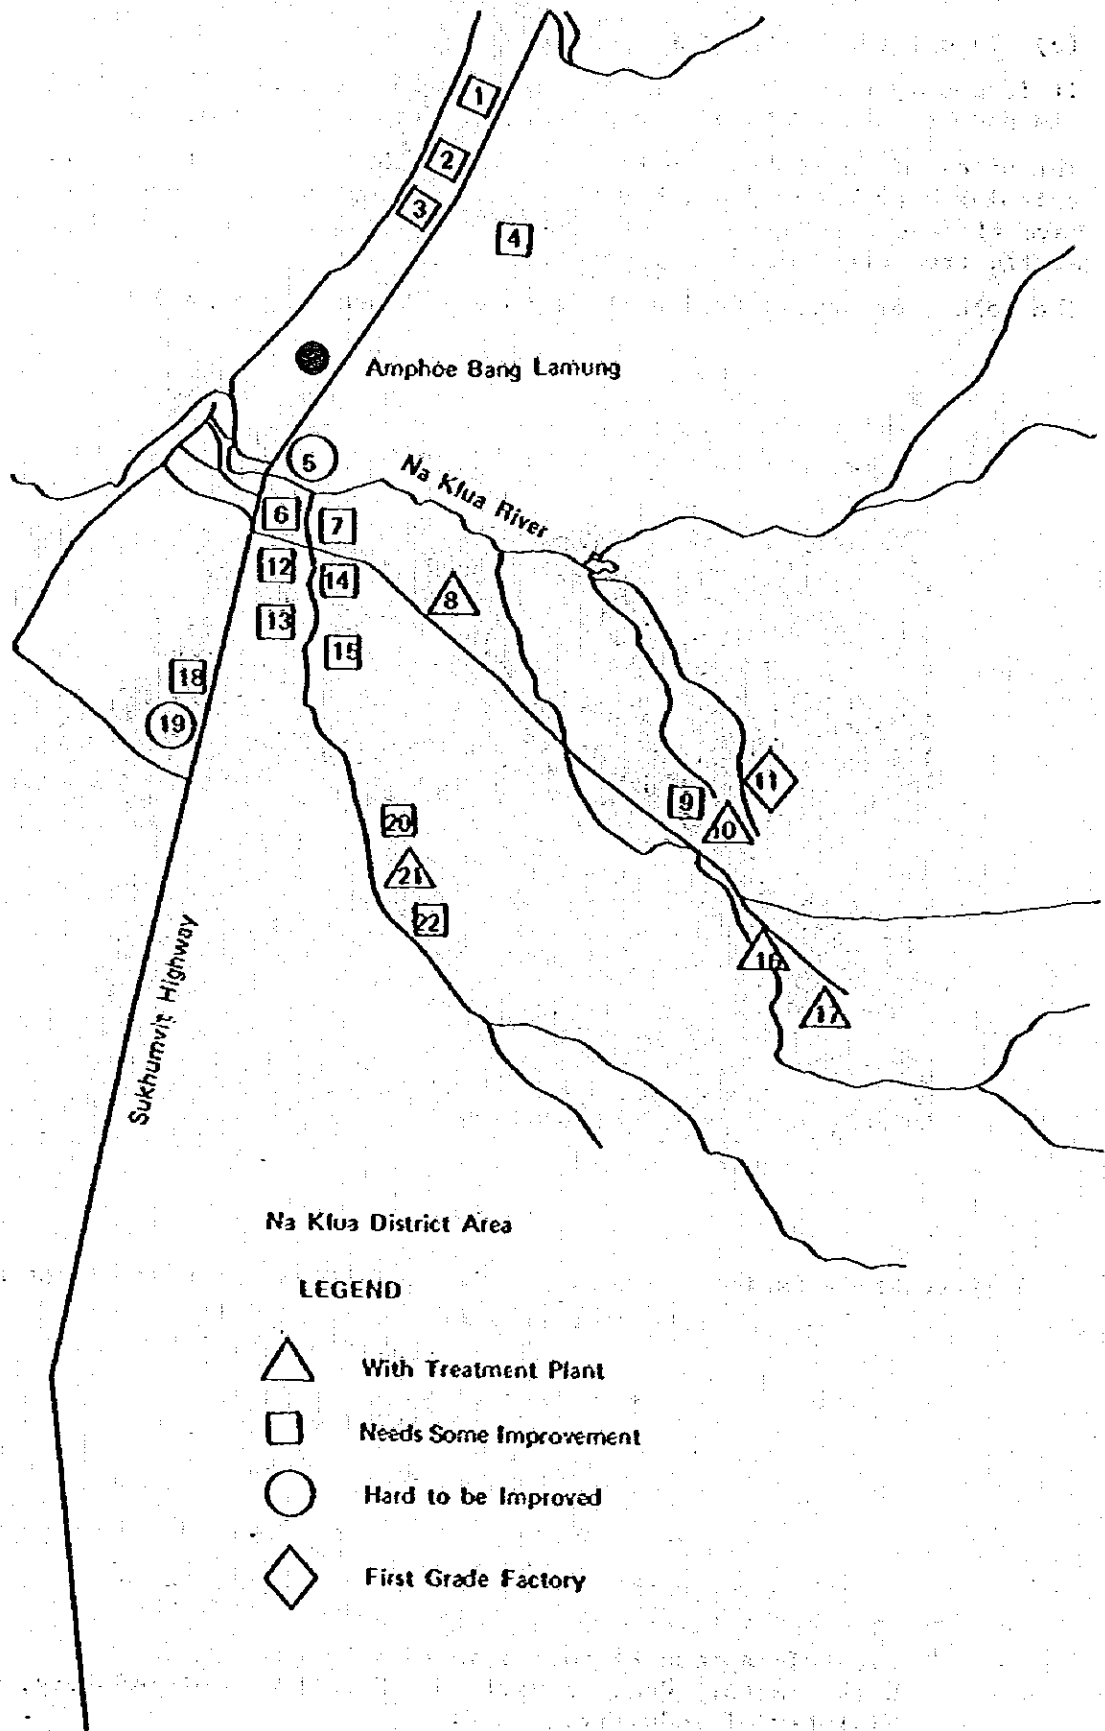 1
2
3
4
Amphoe Bang Lamung
5
Na Klua River
6
7
12
14
8
13
15
18
19
9
10
11
20
21
22
16
17
Sukhumvit Highway
Na Klua District Area
LEGEND
With Treatment Plant
Needs Some Improvement
Hard to be Improved
First Grade Factory